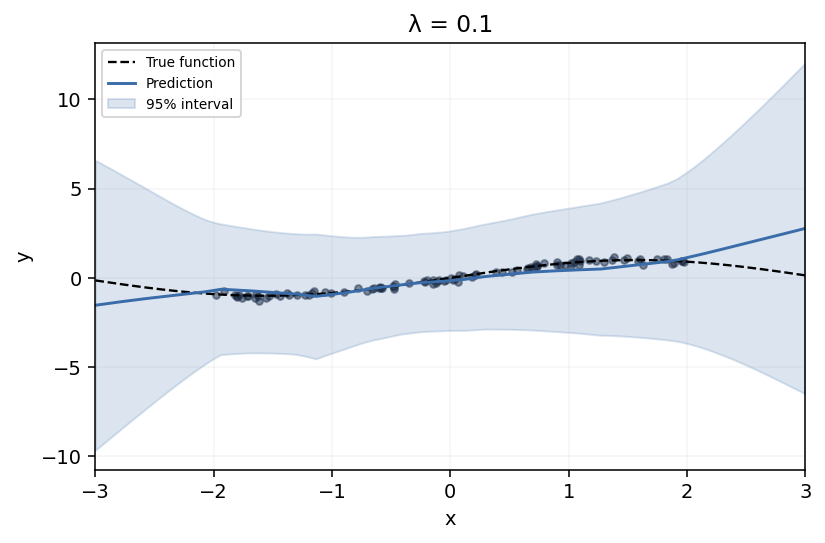 λ = 0.1
True function
Prediction
95% interval
10
5
0
−5
−10
y
−3 −2 −1 0 1 2 3
x